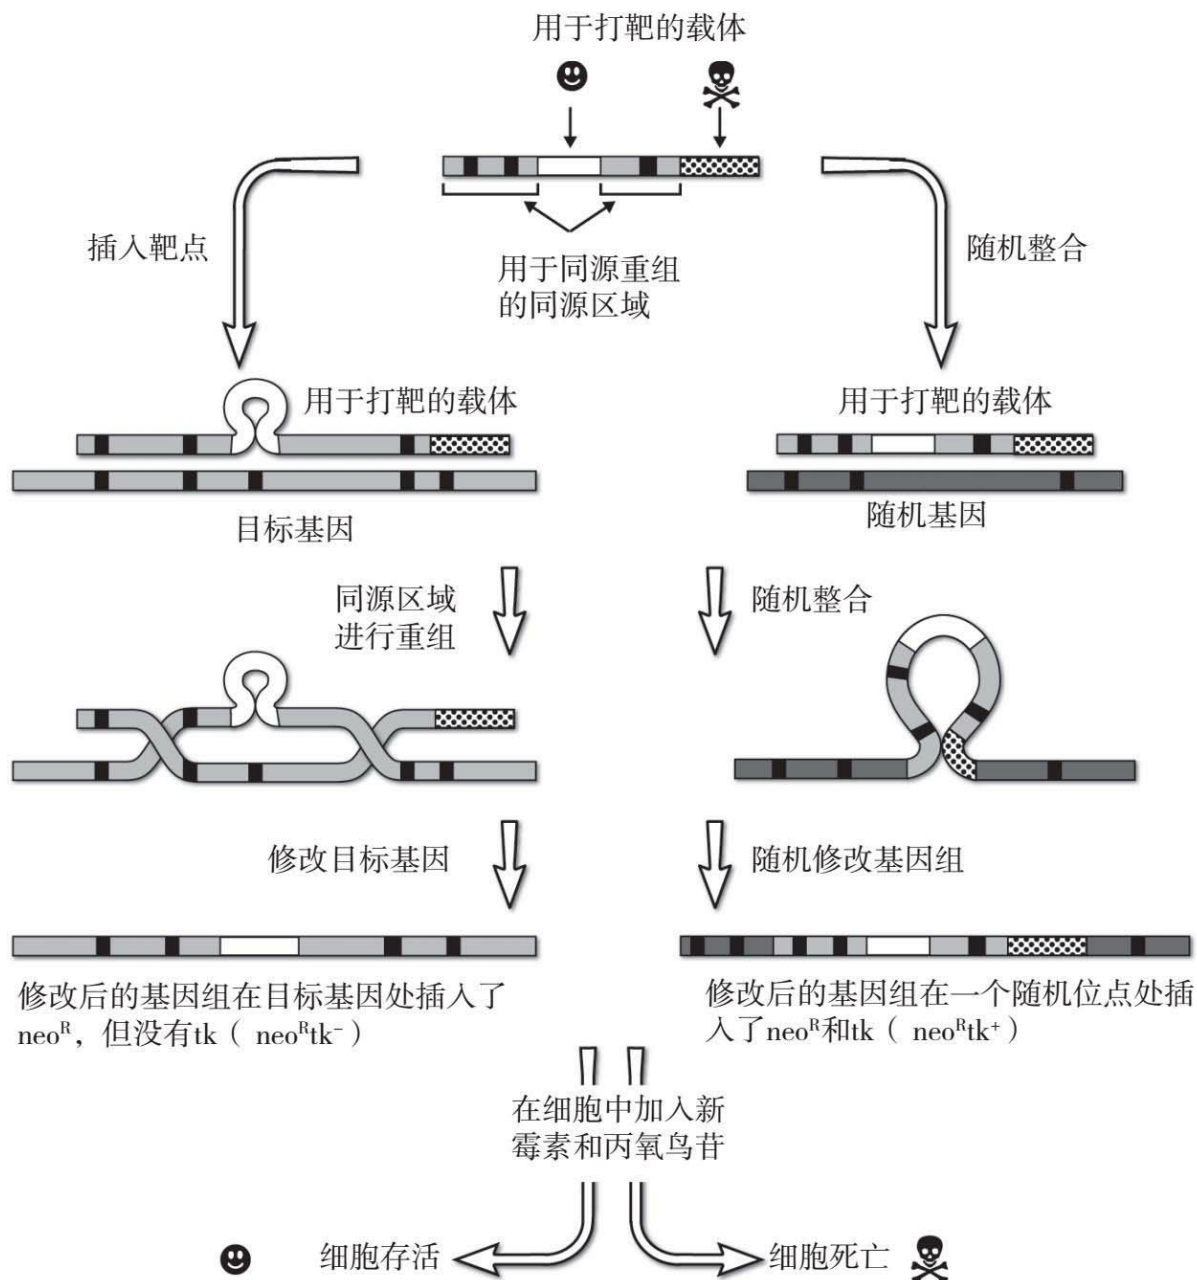 用于打靶的载体
插入靶点
用于同源重组
的同源区域
随机整合
用于打靶的载体
目标基因
用于打靶的载体
随机基因
同源区域
进行重组
随机整合
修改目标基因
随机修改基因组
修改后的基因组在目标基因处插入了
neoᴿ，但没有tk（ neoᴿtk⁻）
修改后的基因组在一个随机位点处插
入了neoᴿ和tk（ neoᴿtk⁺）
在细胞中加入新
霉素和丙氧鸟苷
细胞存活
细胞死亡